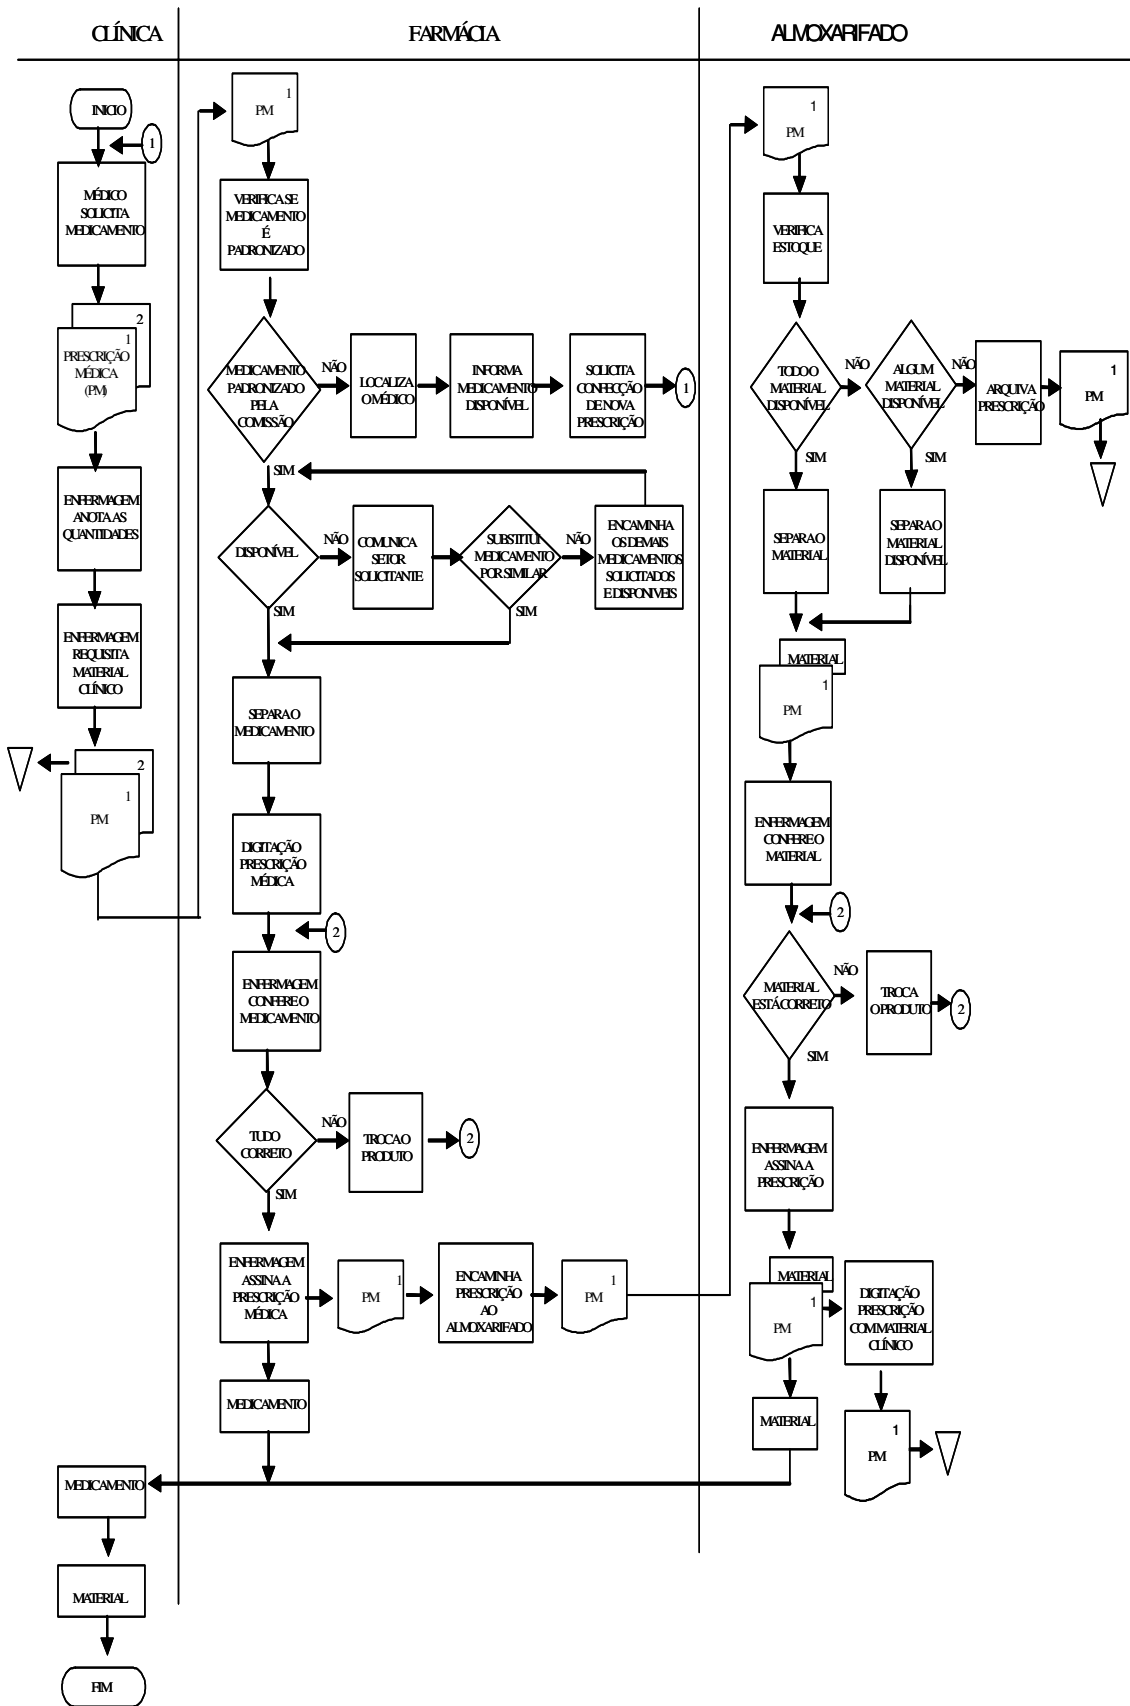 CLÍNICA
FARMÁCIA
ALMOXARIFADO
INICIO
1
MÉDICO
SOLICITA
MEDICAMENTO
2
1
PRESCRIÇÃO
MÉDICA
(PM)
ENFERMAGEM
ANOTA AS
QUANTIDADES
ENFERMAGEM
REQUISITA
MATERIAL
CLÍNICO
2
1
PM
MEDICAMENTO
MATERIAL
FIM
1
PM
VERIFICA SE
MEDICAMENTO
É
PADRONIZADO
MEDICAMENTO
PADRONIZADO
PELA
COMISSÃO
NÃO
LOCALIZA
O MÉDICO
INFORMA
MEDICAMENTO
DISPONÍVEL
SOLICITA
CONFECÇÃO
DE NOVA
PRESCRIÇÃO
1
SIM
DISPONÍVEL
NÃO
COMUNICA
SETOR
SOLICITANTE
SUBSTITUI
MEDICAMENTO
POR SIMILAR
NÃO
ENCAMINHA
OS DEMAIS
MEDICAMENTOS
SOLICITADOS
E DISPONIVEIS
SIM
SIM
SEPARA O
MEDICAMENTO
DIGITAÇÃO
PRESCRIÇÃO
MÉDICA
2
ENFERMAGEM
CONFERE O
MEDICAMENTO
TUDO
CORRETO
NÃO
TROCA O
PRODUTO
2
SIM
ENFERMAGEM
ASSINA A
PRESCRIÇÃO
MÉDICA
1
PM
ENCAMINHA
PRESCRIÇÃO
AO
ALMOXARIFADO
1
PM
MEDICAMENTO
1
PM
VERIFICA
ESTOQUE
TODO O
MATERIAL
DISPONÍVEL
NÃO
ALGUM
MATERIAL
DISPONÍVEL
NÃO
ARQUIVA
PRESCRIÇÃO
1
PM
SIM
SIM
SEPARA O
MATERIAL
SEPARA O
MATERIAL
DISPONÍVEL
MATERIAL
1
PM
ENFERMAGEM
CONFERE O
MATERIAL
2
MATERIAL
ESTÁ CORRETO
NÃO
TROCA
O PRODUTO
2
SIM
ENFERMAGEM
ASSINA A
PRESCRIÇÃO
MATERIAL
1
PM
DIGITAÇÃO
PRESCRIÇÃO
COM MATERIAL
CLÍNICO
MATERIAL
1
PM